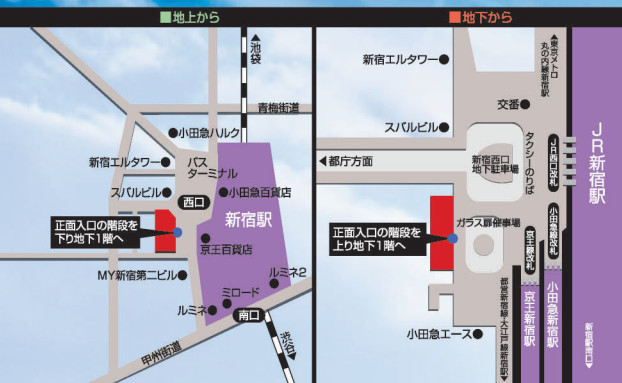 ■地上から
池袋
青梅街道
小田急ハルク
新宿エルタワー
バス
ターミナル
スバルビル
西口
小田急百貨店
新宿駅
正面入口の階段を
下り地下1階へ
京王百貨店
MY新宿第二ビル
ルミネ2
ミロード
ルミネ
南口
甲州街道
渋谷
■地下から
新宿エルタワー
東京メトロ
丸の内線新宿駅
交番
スバルビル
タクシーのりば
JR西口改札
JR新宿駅
都庁方面
新宿西口
地下駐車場
ガラス扉催事場
小田急線改札
京王線改札
正面入口の階段を
上り地下1階へ
都営新宿線・大江戸線新宿駅
京王新宿駅
小田急新宿駅
小田急エース
新宿駅南口